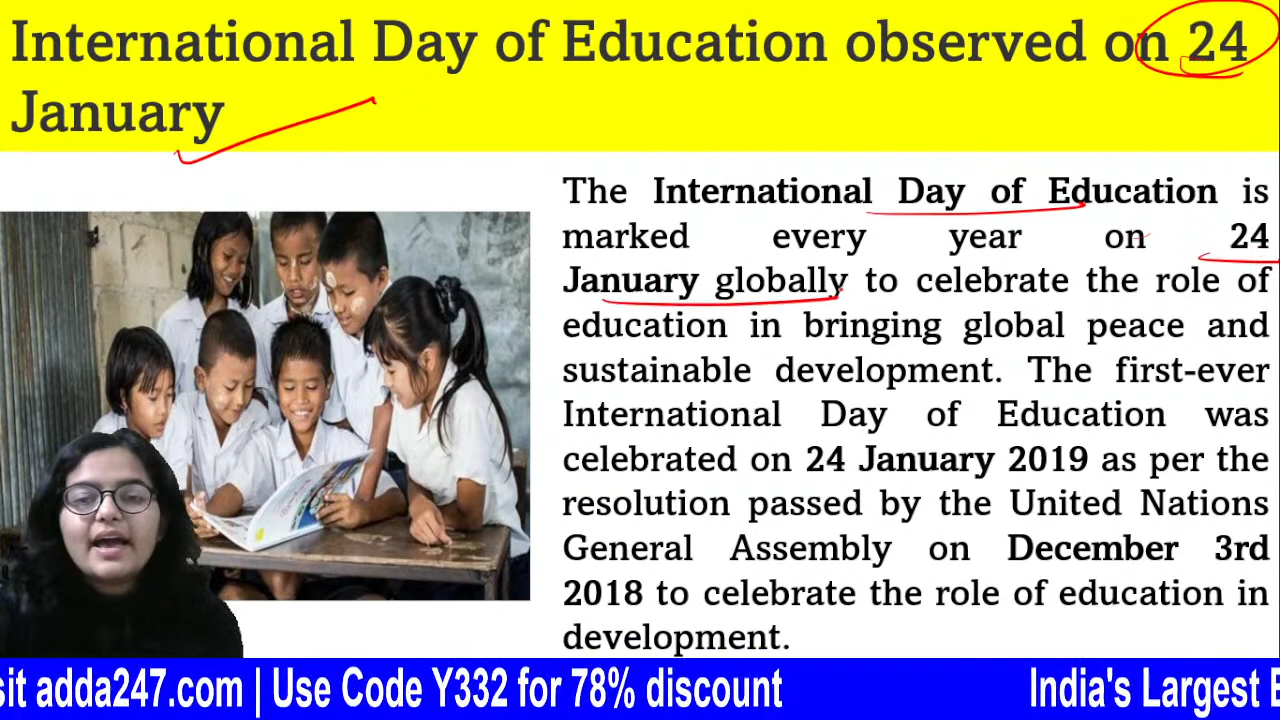 International Day of Education observed on 24
January
The International Day of Education is
marked every year on 24
January globally to celebrate the role of
education in bringing global peace and
sustainable development. The first-ever
International Day of Education was
celebrated on 24 January 2019 as per the
resolution passed by the United Nations
General Assembly on December 3rd
2018 to celebrate the role of education in
development.
sit adda247.com | Use Code Y332 for 78% discount
India's Largest E